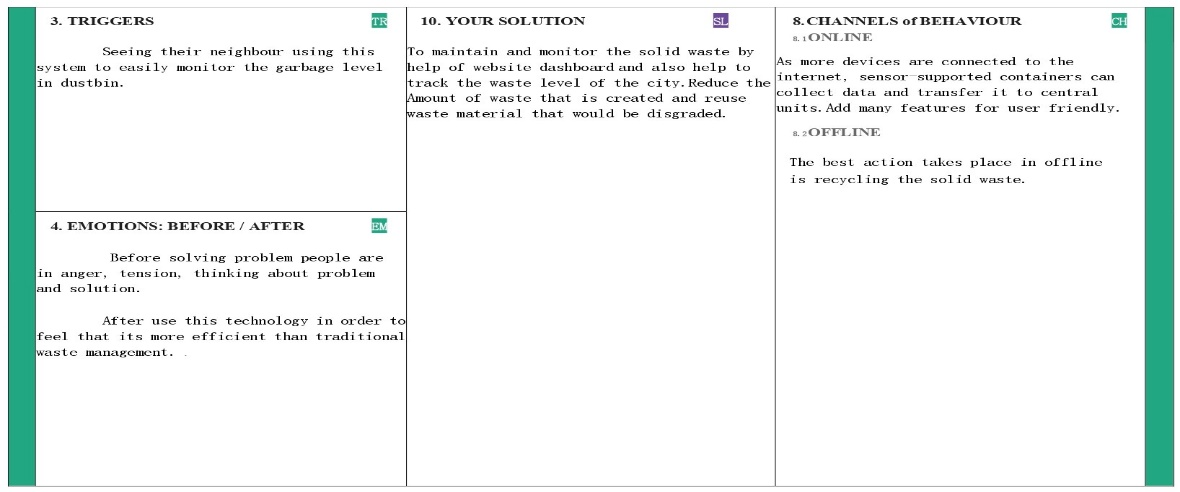 3. TRIGGERS TR
Seeing their neighbour using this
system to easily monitor the garbage level
in dustbin.
4. EMOTIONS: BEFORE / AFTER EM
Before solving problem people are
in anger, tension, thinking about problem
and solution.
After use this technology in order to
feel that its more efficient than traditional
waste management. .
10. YOUR SOLUTION SL
To maintain and monitor the solid waste by
help of website dashboard and also help to
track the waste level of the city.Reduce the
Amount of waste that is created and reuse
waste material that would be disgraded.
8.CHANNELS of BEHAVIOUR CH
8.1 ONLINE
As more devices are connected to the
internet, sensor-supported containers can
collect data and transfer it to central
units.Add many features for user friendly.
8.2 OFFLINE
The best action takes place in offline
is recycling the solid waste.